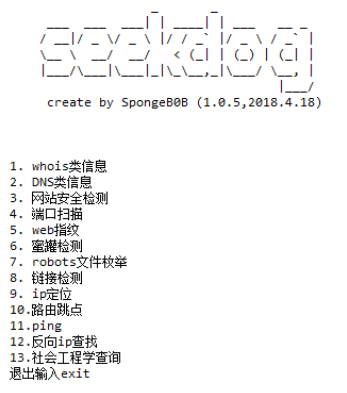 seekdog
create by SpongeB0B (1.0.5,2018.4.18)
1. whois类信息
2. DNS类信息
3. 网站安全检测
4. 端口扫描
5. web指纹
6. 蜜罐检测
7. robots文件枚举
8. 链接检测
9. ip定位
10.路由跳点
11.ping
12.反向ip查找
13.社会工程学查询
退出输入exit